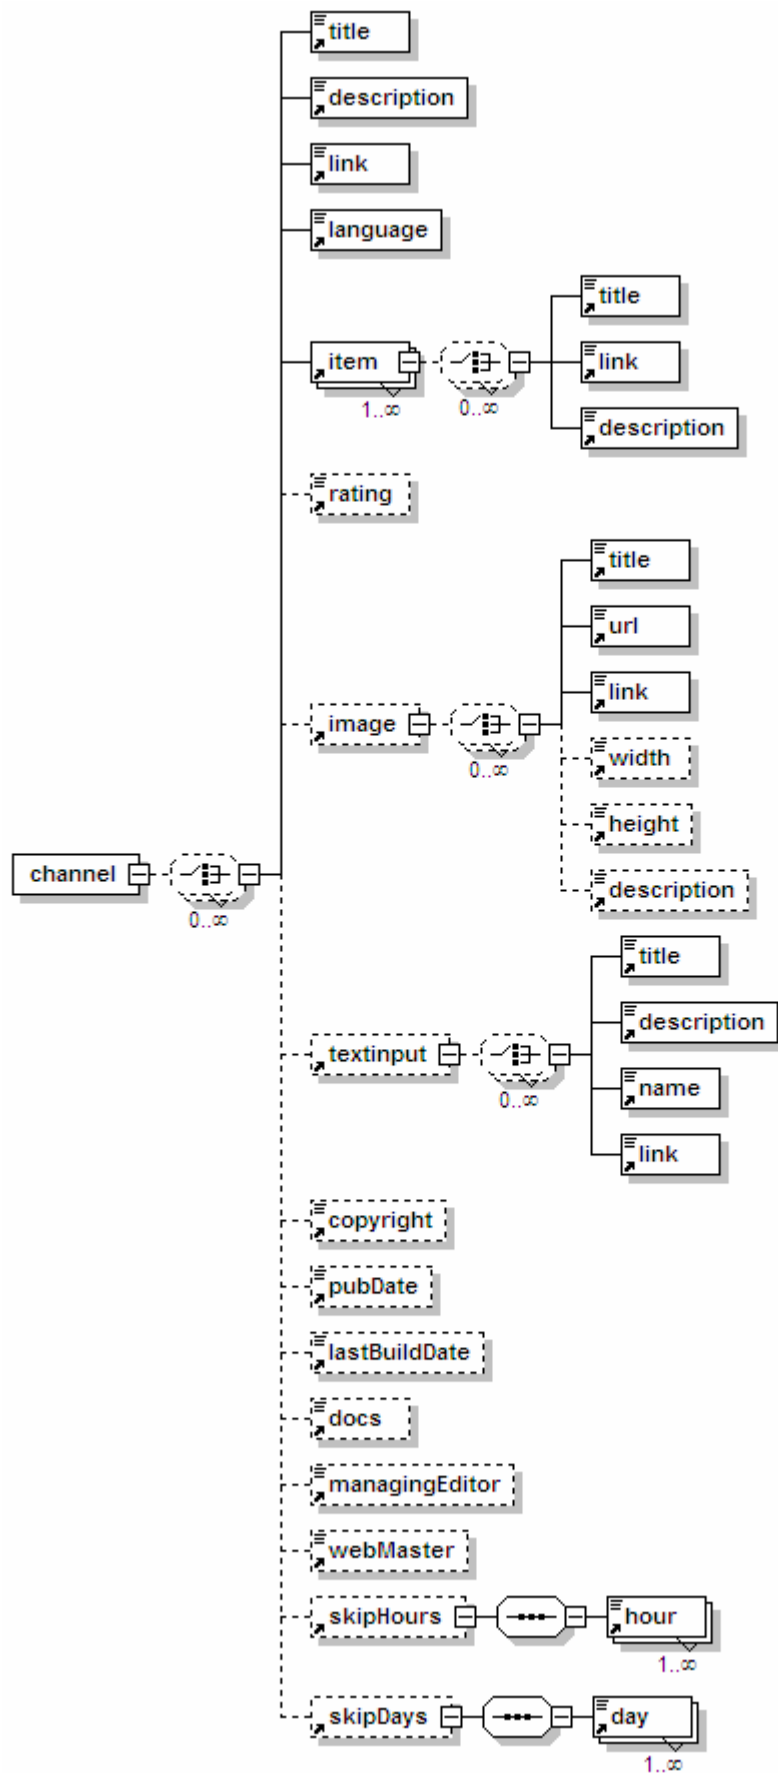 title
description
link
language
title
item
link
1..∞
0..∞
description
rating
title
url
link
image
width
0..∞
height
channel
description
0..∞
title
description
textinput
name
0..∞
link
copyright
pubDate
lastBuildDate
docs
managingEditor
webMaster
skipHours
hour
1..∞
skipDays
day
1..∞